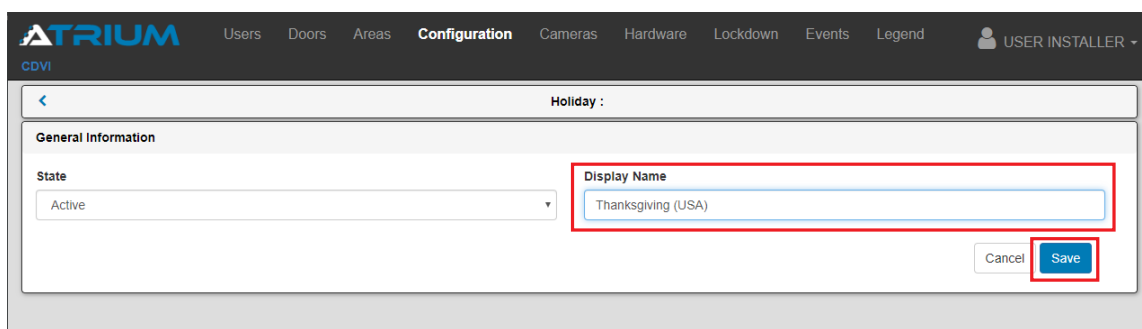 ATRIUM Users Doors Areas Configuration Cameras Hardware Lockdown Events Legend USER INSTALLER
CDVI
Holiday :
General Information
State Display Name
Active Thanksgiving (USA)
Cancel Save